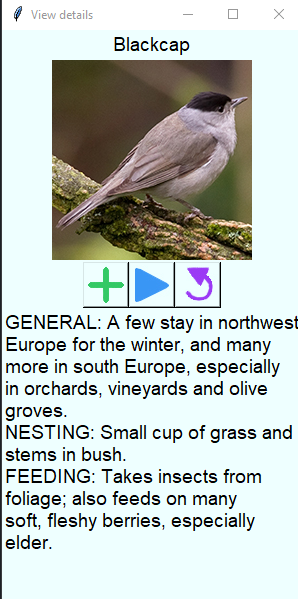 View details
Blackcap
GENERAL: A few stay in northwest
Europe for the winter, and many
more in south Europe, especially
in orchards, vineyards and olive
groves.
NESTING: Small cup of grass and
stems in bush.
FEEDING: Takes insects from
foliage; also feeds on many
soft, fleshy berries, especially
elder.